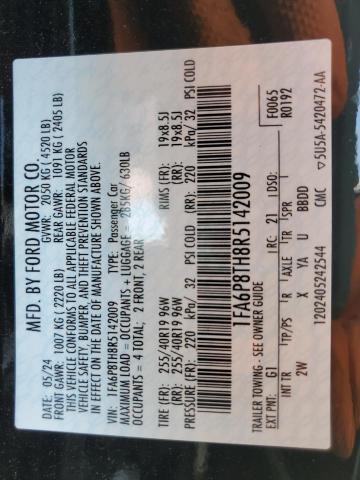 MFD. BY FORD MOTOR CO.
DATE: 05/24 GVWR: 2050 KG ( 4520 LB)
FRONT GAWR: 1007 KG ( 2220 LB) REAR GAWR: 1091 KG ( 2405 LB)
THIS VEHICLE CONFORMS TO ALL APPLICABLE FEDERAL MOTOR
VEHICLE SAFETY, BUMPER, AND THEFT PREVENTION STANDARDS
IN EFFECT ON THE DATE OF MANUFACTURE SHOWN ABOVE.
VIN: 1FA6P8TH8R5142009 TYPE: Passenger Car
MAXIMUM LOAD = OCCUPANTS + LUGGAGE = 285KG/ 630LB
OCCUPANTS = 4 TOTAL; 2 FRONT, 2 REAR
TIRE (FR): 255/40R19 96W RIMS (FR): 19x8.5J
(RR): 255/40R19 96W (RR): 19x8.5J
PRESSURE (FR): 220 kPa/ 32 PSI COLD (RR): 220 kPa/ 32 PSI COLD
1FA6P8TH8R5142009
TRAILER TOWING - SEE OWNER GUIDE F0065
EXT PNT: G1 RC: 21 DSO: R0192
INT TR TP/PS R AXLE TR SPR
2W X YA U BBDD
1202405242544 CMC ▽5U5A-5420472-AA